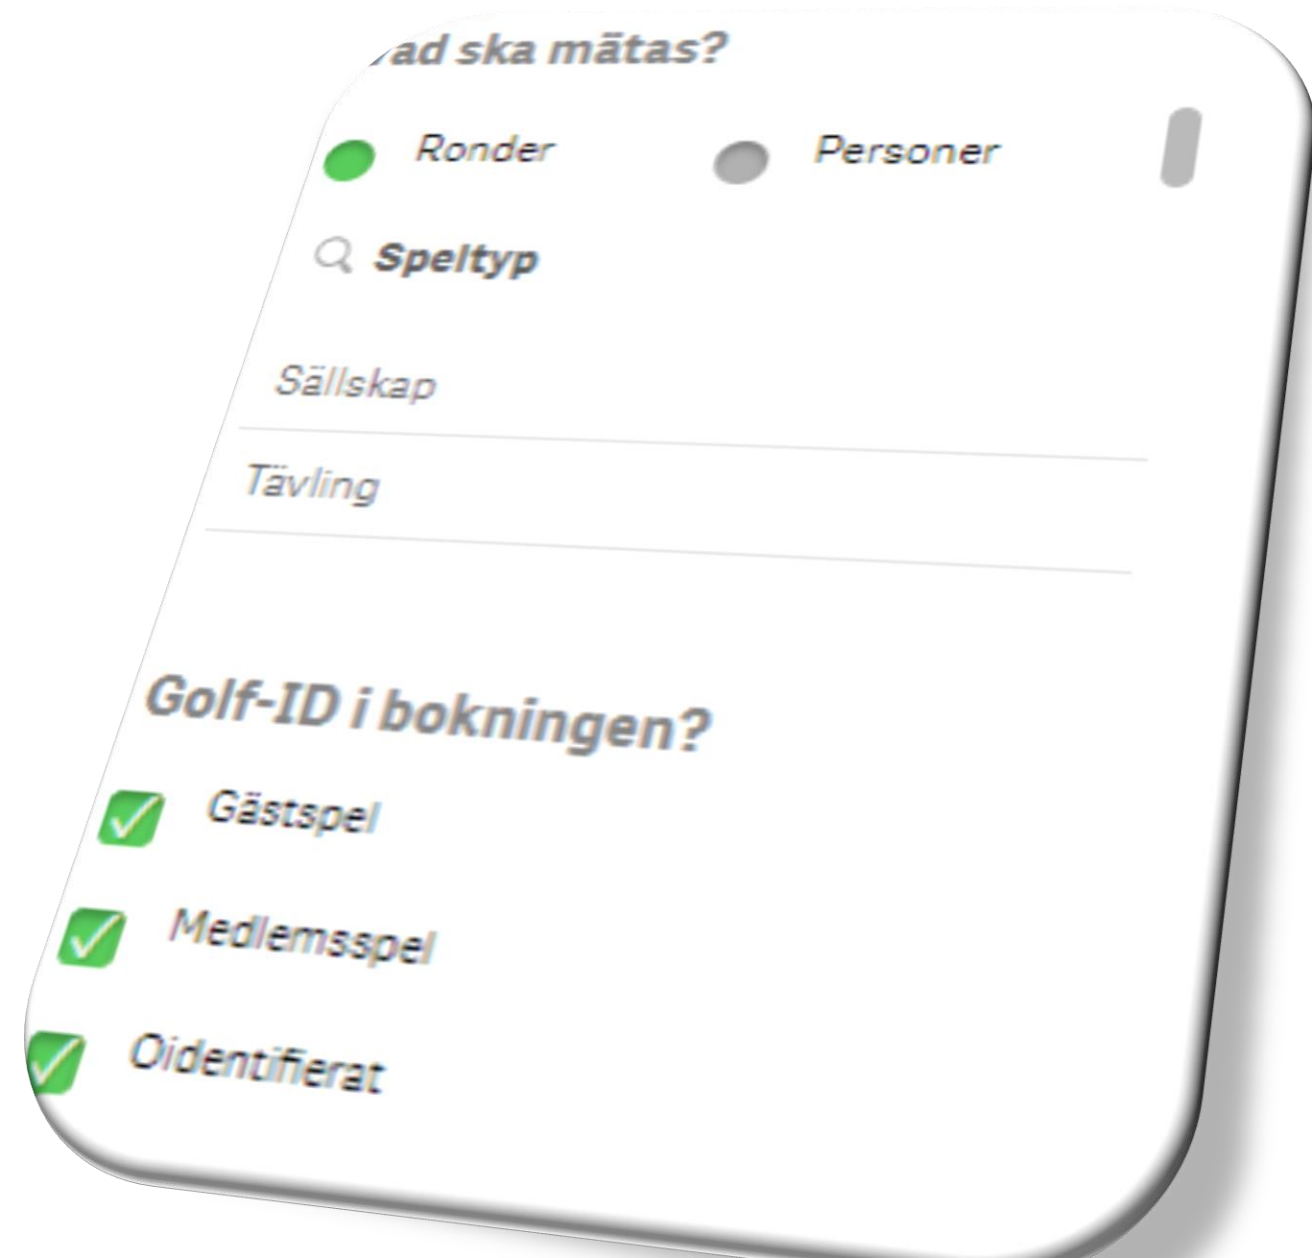 ad ska mätas?
Ronder Personer
Speltyp
Sällskap
Tävling
Golf-ID i bokningen?
Gästspel
Medlemsspel
Oidentifierat